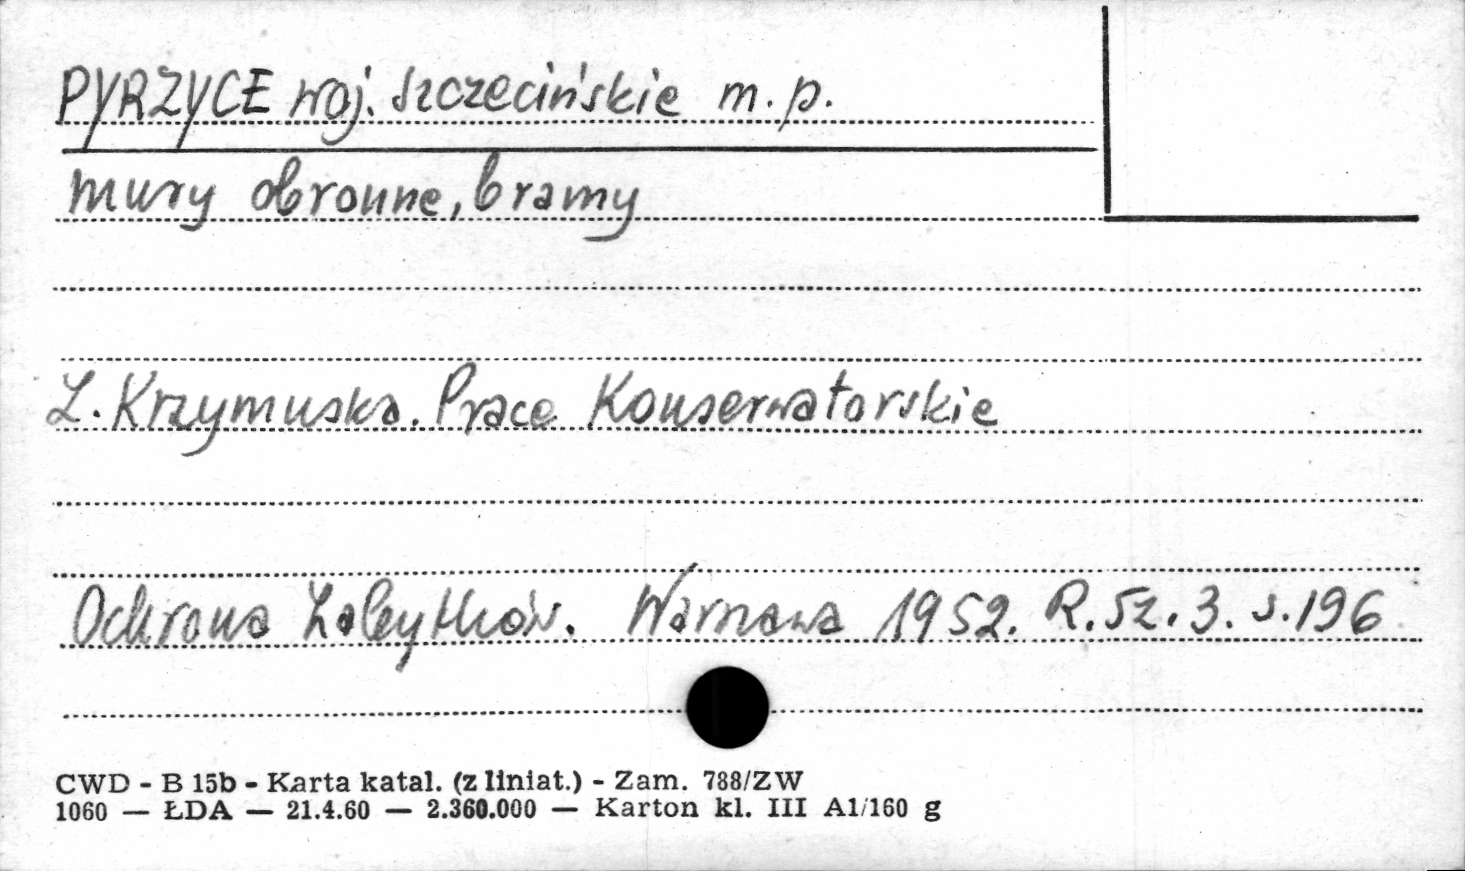 PYRZYCE woj. szczecińskie m.p.
mury obronne, bramy
Z. Krzymuska. Prace Konserwatorskie
Ochrona Zabytków. Warszawa 1952. R.5z.3. s.196
CWD - B 15b - Karta katal. (z liniat.) - Zam. 788/ZW
1060 — ŁDA — 21.4.60 — 2.360.000 — Karton kl. III A1/160 g